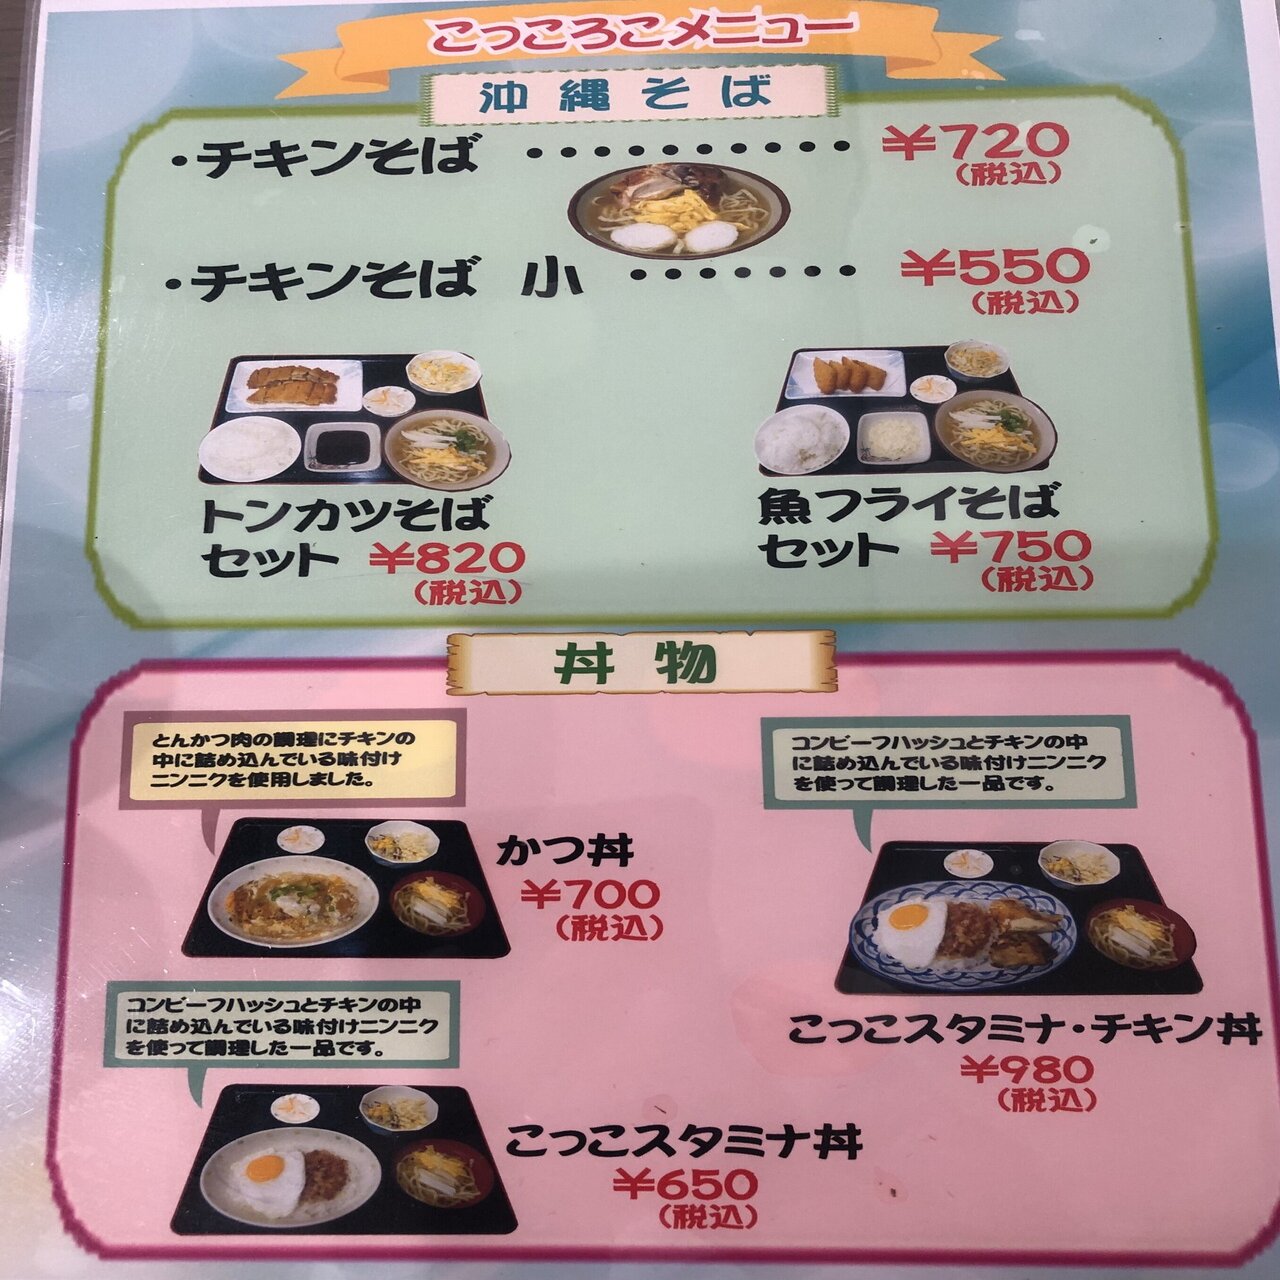 こっころこメニュー
沖縄そば
・チキンそば ・・・・・・・・・・ ¥720
(税込)
・チキンそば 小 ・・・・・・・ ¥550
(税込)
トンカツそば
セット ¥820
(税込)
魚フライそば
セット ¥750
(税込)
丼物
とんかつ肉の調理にチキンの
中に詰め込んでいる味付け
ニンニクを使用しました。
かつ丼
¥700
(税込)
コンビーフハッシュとチキンの中
に詰め込んでいる味付けニンニク
を使って調理した一品です。
こっこスタミナ・チキン丼
¥980
(税込)
コンビーフハッシュとチキンの中
に詰め込んでいる味付けニンニク
を使って調理した一品です。
こっこスタミナ丼
¥650
(税込)